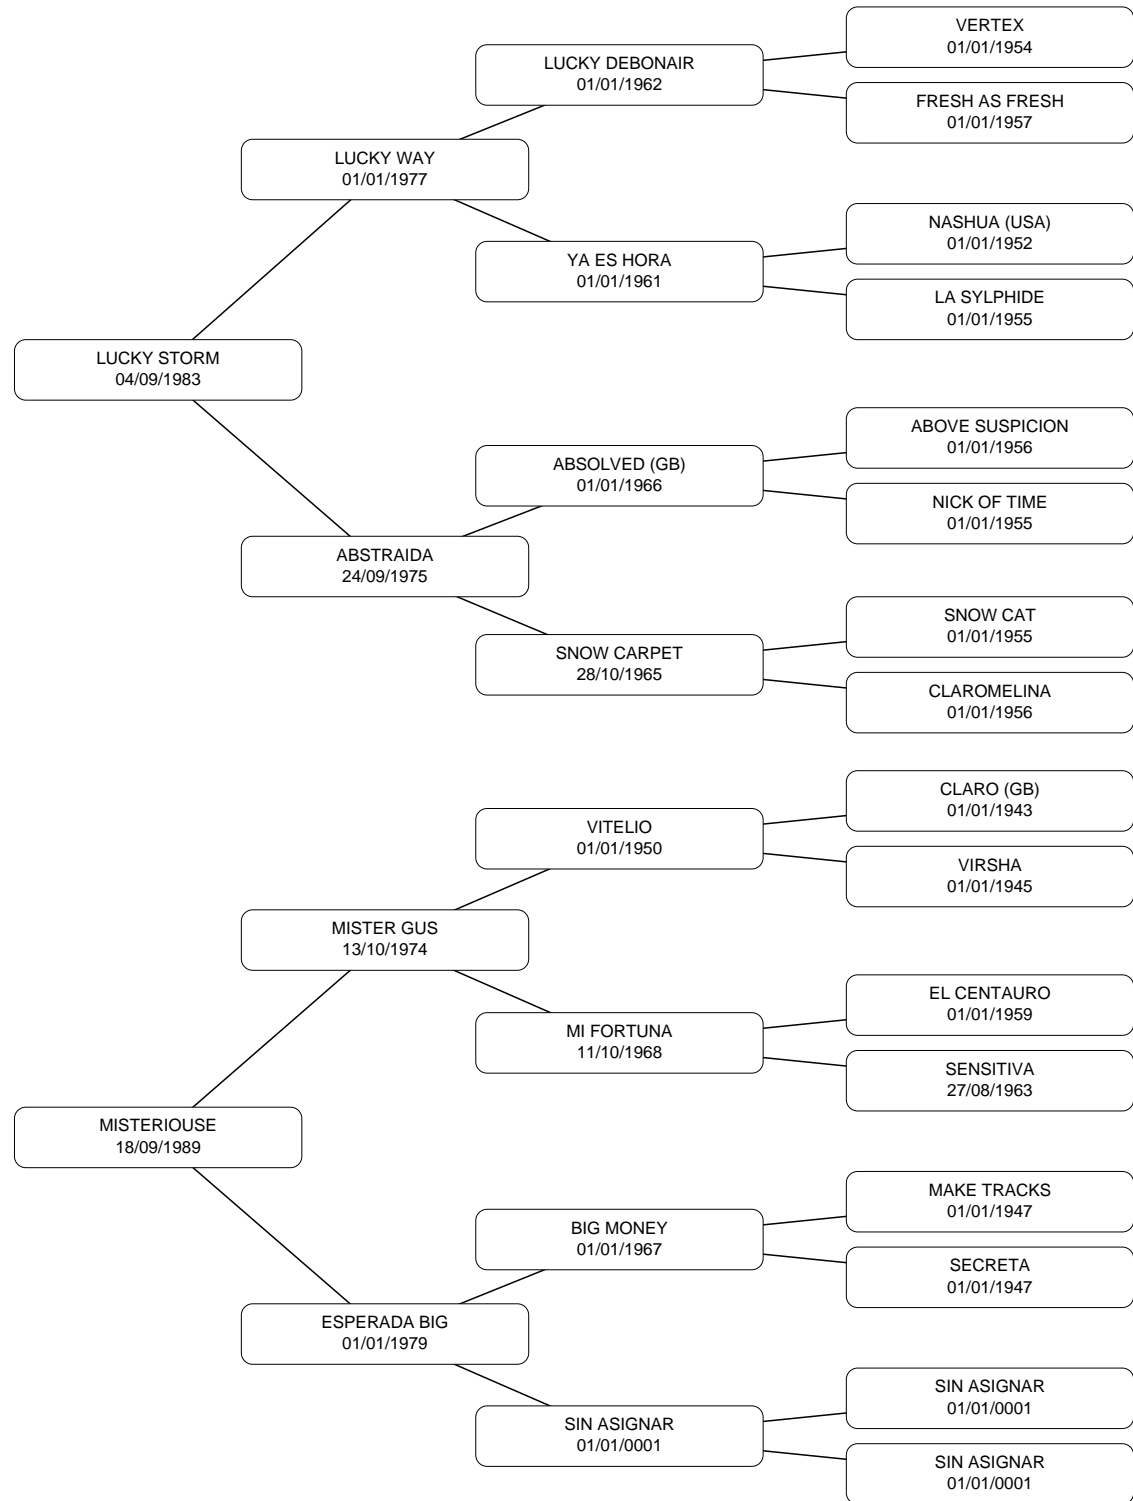 VERTEX
01/01/1954
LUCKY DEBONAIR
01/01/1962
FRESH AS FRESH
01/01/1957
LUCKY WAY
01/01/1977
NASHUA (USA)
01/01/1952
YA ES HORA
01/01/1961
LA SYLPHIDE
01/01/1955
LUCKY STORM
04/09/1983
ABOVE SUSPICION
01/01/1956
ABSOLVED (GB)
01/01/1966
NICK OF TIME
01/01/1955
ABSTRAIDA
24/09/1975
SNOW CAT
01/01/1955
SNOW CARPET
28/10/1965
CLAROMELINA
01/01/1956
CLARO (GB)
01/01/1943
VITELIO
01/01/1950
VIRSHA
01/01/1945
MISTER GUS
13/10/1974
EL CENTAURO
01/01/1959
MI FORTUNA
11/10/1968
SENSITIVA
27/08/1963
MISTERIOUSE
18/09/1989
MAKE TRACKS
01/01/1947
BIG MONEY
01/01/1967
SECRETA
01/01/1947
ESPERADA BIG
01/01/1979
SIN ASIGNAR
01/01/0001
SIN ASIGNAR
01/01/0001
SIN ASIGNAR
01/01/0001